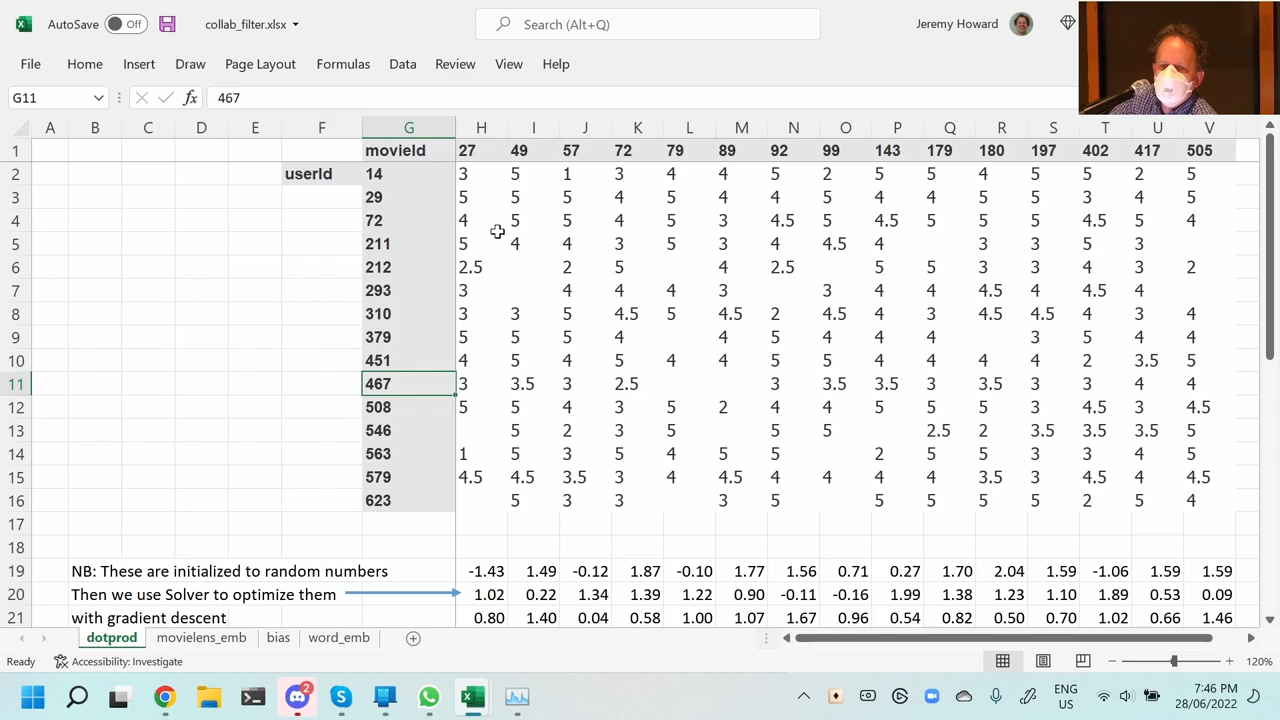 AutoSave Off collab_filter.xlsx Search (Alt+Q) Jeremy Howard
File Home Insert Draw Page Layout Formulas Data Review View Help
G11 fx 467
A B C D E F G H I J K L M N O P Q R S T U V
1 movieId 27 49 57 72 79 89 92 99 143 179 180 197 402 417 505
2 userId 14 3 5 1 3 4 4 5 2 5 5 4 5 5 2 5
3 29 5 5 5 4 5 4 4 5 4 4 5 5 3 4 5
4 72 4 5 5 4 5 3 4.5 5 4.5 5 5 5 4.5 5 4
5 211 5 4 4 3 5 3 4 4.5 4 3 3 5 3
6 212 2.5 2 5 4 2.5 5 5 3 3 4 3 2
7 293 3 4 4 4 3 3 4 4 4.5 4 4.5 4
8 310 3 3 5 4.5 5 4.5 2 4.5 4 3 4.5 4.5 4 3 4
9 379 5 5 5 4 4 5 4 4 4 3 5 4 4
10 451 4 5 4 5 4 4 5 5 4 4 4 4 2 3.5 5
11 467 3 3.5 3 2.5 3 3.5 3.5 3 3.5 3 3 4 4
12 508 5 5 4 3 5 2 4 4 5 5 5 3 4.5 3 4.5
13 546 5 2 3 5 5 5 2.5 2 3.5 3.5 3.5 5
14 563 1 5 3 5 4 5 5 2 5 5 3 3 4 5
15 579 4.5 4.5 3.5 3 4 4.5 4 4 4 4 3.5 3 4.5 4 4.5
16 623 5 3 3 3 5 5 5 5 5 2 5 4
17
18
19 NB: These are initialized to random numbers -1.43 1.49 -0.12 1.87 -0.10 1.77 1.56 0.71 0.27 1.70 2.04 1.59 -1.06 1.59 1.59
20 Then we use Solver to optimize them 1.02 0.22 1.34 1.39 1.22 0.90 -0.11 -0.16 1.99 1.38 1.23 1.10 1.89 0.53 0.09
21 with gradient descent 0.80 1.40 0.04 0.58 1.00 1.07 1.67 0.96 0.54 0.82 0.50 0.70 1.02 0.66 1.46
dotprod movielens_emb bias word_emb
Ready Accessibility: Investigate 120%
2 ENG 7:46 PM
US 28/06/2022